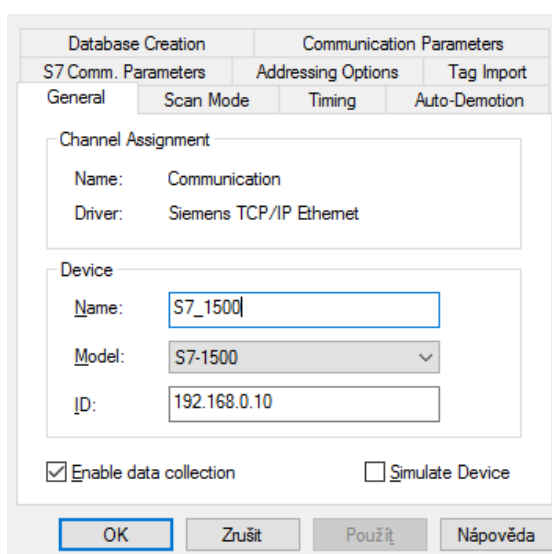 Database Creation Communication Parameters
S7 Comm. Parameters Addressing Options Tag Import
General Scan Mode Timing Auto-Demotion
Channel Assignment
Name: Communication
Driver: Siemens TCP/IP Ethernet
Device
Name: S7_1500
Model: S7-1500
ID: 192.168.0.10
Enable data collection Simulate Device
OK Zrušit Použít Nápověda